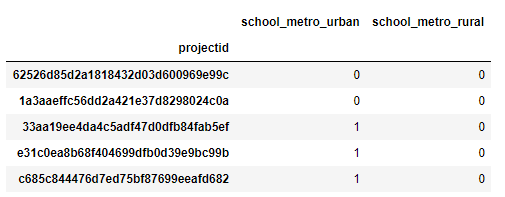 school_metro_urban school_metro_rural
projectid
62526d85d2a1818432d03d600969e99c 0 0
1a3aaeffc56dd2a421e37d8298024c0a 0 0
33aa19ee4da4c5adf47d0dfb84fab5ef 1 0
e31c0ea8b68f404699dfb0d39e9bc99b 1 0
c685c844476d7ed75bf87699eeafd682 1 0